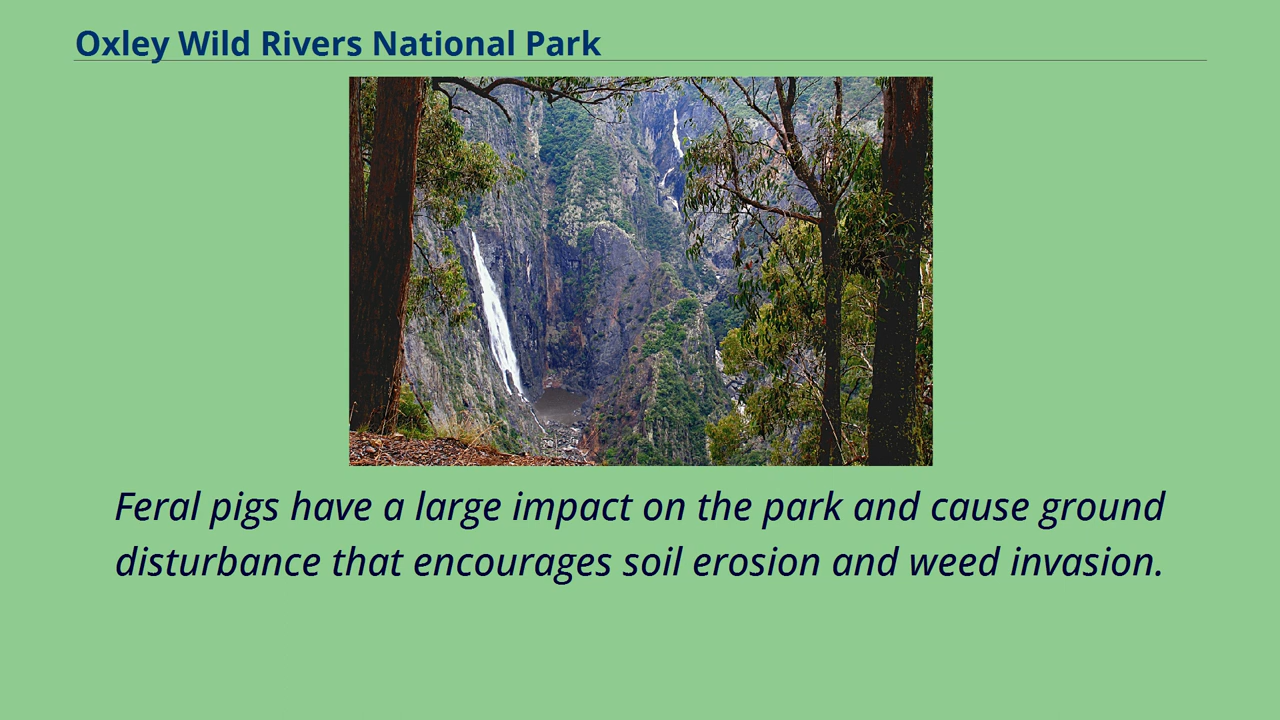 Oxley Wild Rivers National Park
Feral pigs have a large impact on the park and cause ground
disturbance that encourages soil erosion and weed invasion.